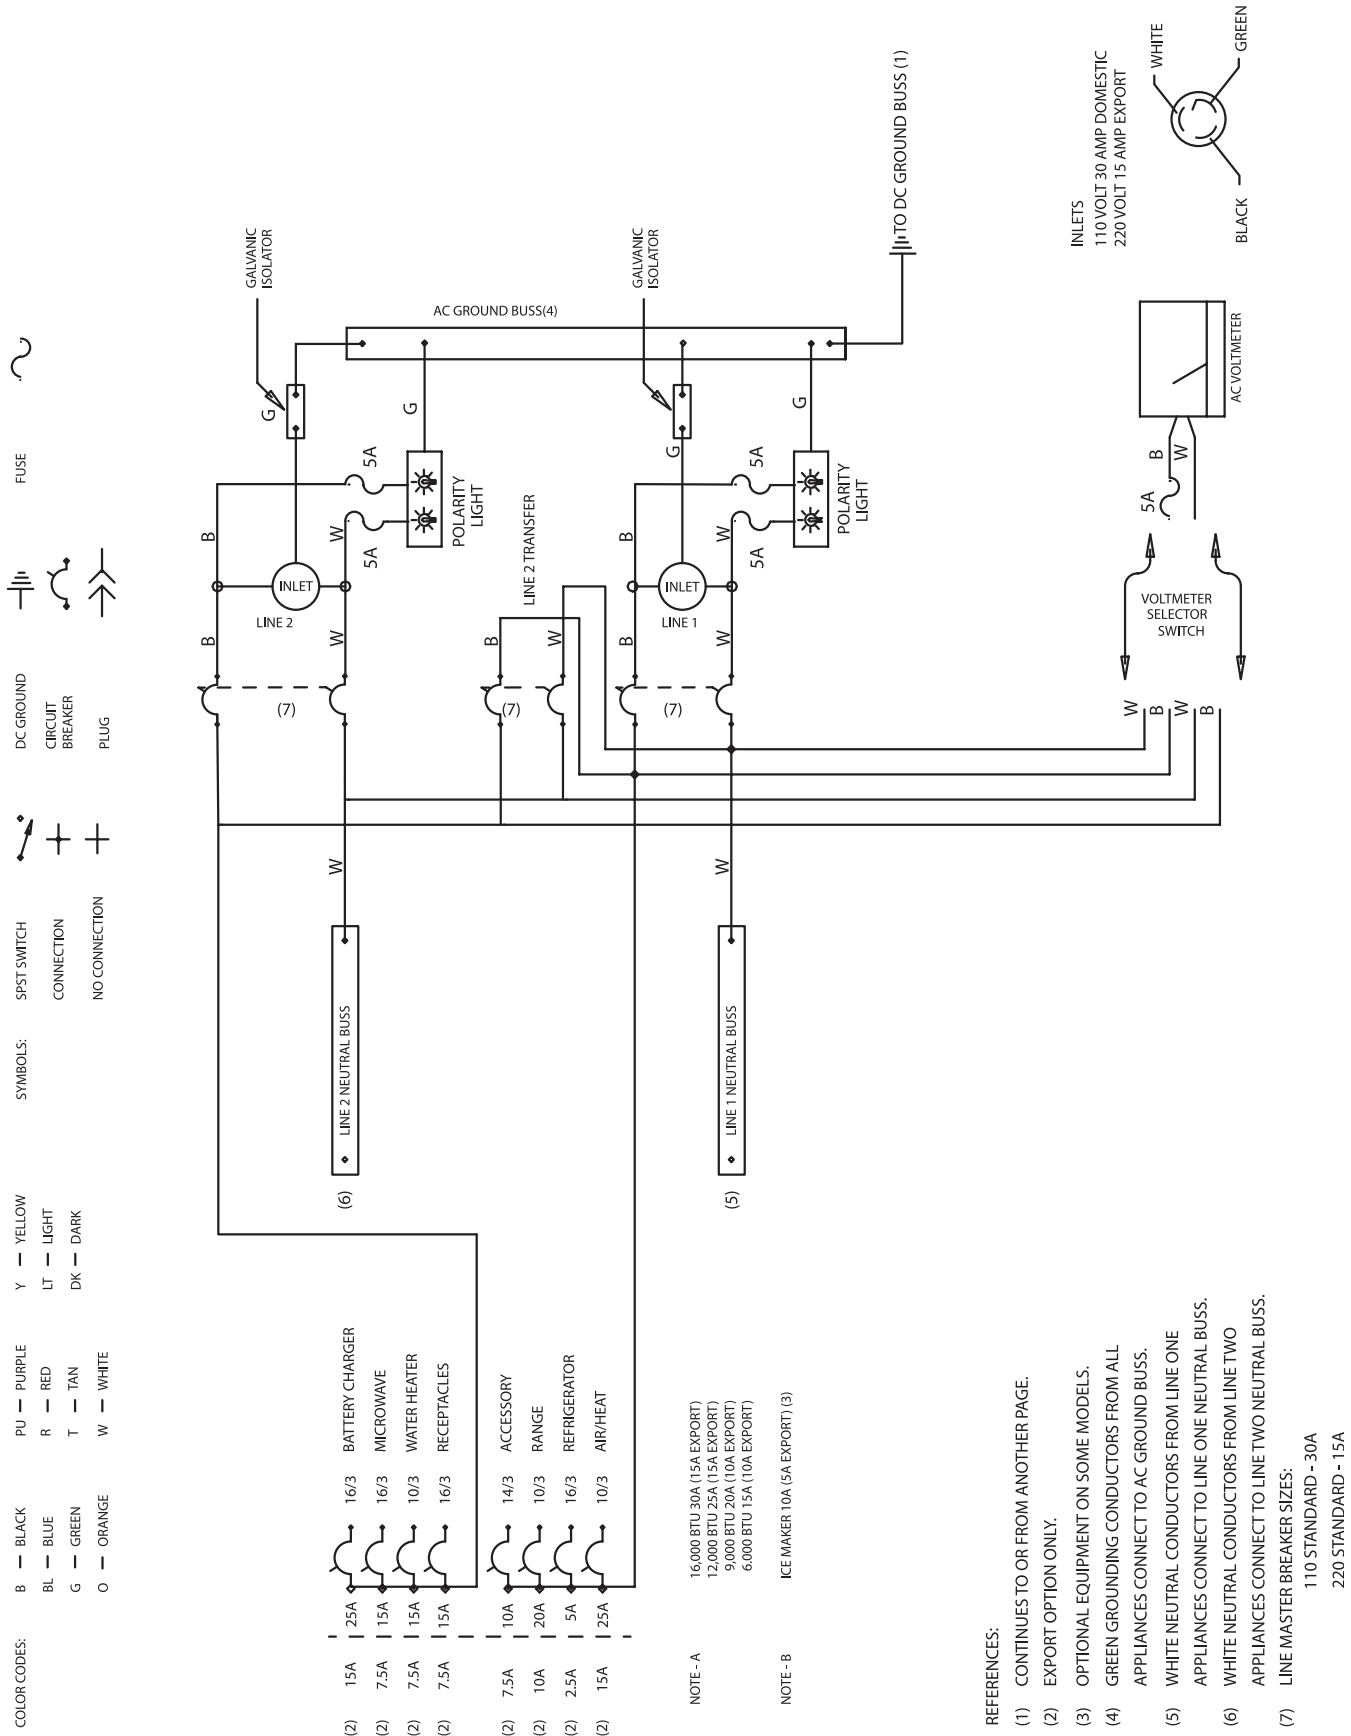 COLOR CODES:
B — BLACK
BL — BLUE
G — GREEN
O — ORANGE
PU — PURPLE
R — RED
T — TAN
W — WHITE
Y — YELLOW
LT — LIGHT
DK — DARK
SYMBOLS:
SPST SWITCH
CONNECTION
NO CONNECTION
DC GROUND
CIRCUIT
BREAKER
PLUG
FUSE
(2) 15A 25A 16/3 BATTERY CHARGER
(2) 7.5A 15A 16/3 MICROWAVE
(2) 7.5A 15A 10/3 WATER HEATER
(2) 7.5A 15A 16/3 RECEPTACLES
(2) 7.5A 10A 14/3 ACCESSORY
(2) 10A 20A 10/3 RANGE
(2) 2.5A 5A 16/3 REFRIGERATOR
(2) 15A 25A 10/3 AIR/HEAT
NOTE - A
16,000 BTU 30A (15A EXPORT)
12,000 BTU 25A (15A EXPORT)
9,000 BTU 20A (10A EXPORT)
6.000 BTU 15A (10A EXPORT)
NOTE - B
ICE MAKER 10A (5A EXPORT) (3)
(6)
LINE 2 NEUTRAL BUSS
W
(7)
B
W
LINE 2
INLET
B
W
5A
5A
POLARITY
LIGHT
G
G
GALVANIC
ISOLATOR
AC GROUND BUSS(4)
LINE 2 TRANSFER
B
W
(7)
(5)
LINE 1 NEUTRAL BUSS
W
(7)
B
W
LINE 1
INLET
B
W
5A
5A
POLARITY
LIGHT
G
G
GALVANIC
ISOLATOR
TO DC GROUND BUSS (1)
W
B
W
B
VOLTMETER
SELECTOR
SWITCH
5A
B
W
AC VOLTMETER
INLETS
110 VOLT 30 AMP DOMESTIC
220 VOLT 15 AMP EXPORT
BLACK
WHITE
GREEN
REFERENCES:
(1) CONTINUES TO OR FROM ANOTHER PAGE.
(2) EXPORT OPTION ONLY.
(3) OPTIONAL EQUIPMENT ON SOME MODELS.
(4) GREEN GROUNDING CONDUCTORS FROM ALL
APPLIANCES CONNECT TO AC GROUND BUSS.
(5) WHITE NEUTRAL CONDUCTORS FROM LINE ONE
APPLIANCES CONNECT TO LINE ONE NEUTRAL BUSS.
(6) WHITE NEUTRAL CONDUCTORS FROM LINE TWO
APPLIANCES CONNECT TO LINE TWO NEUTRAL BUSS.
(7) LINE MASTER BREAKER SIZES:
110 STANDARD - 30A
220 STANDARD - 15A